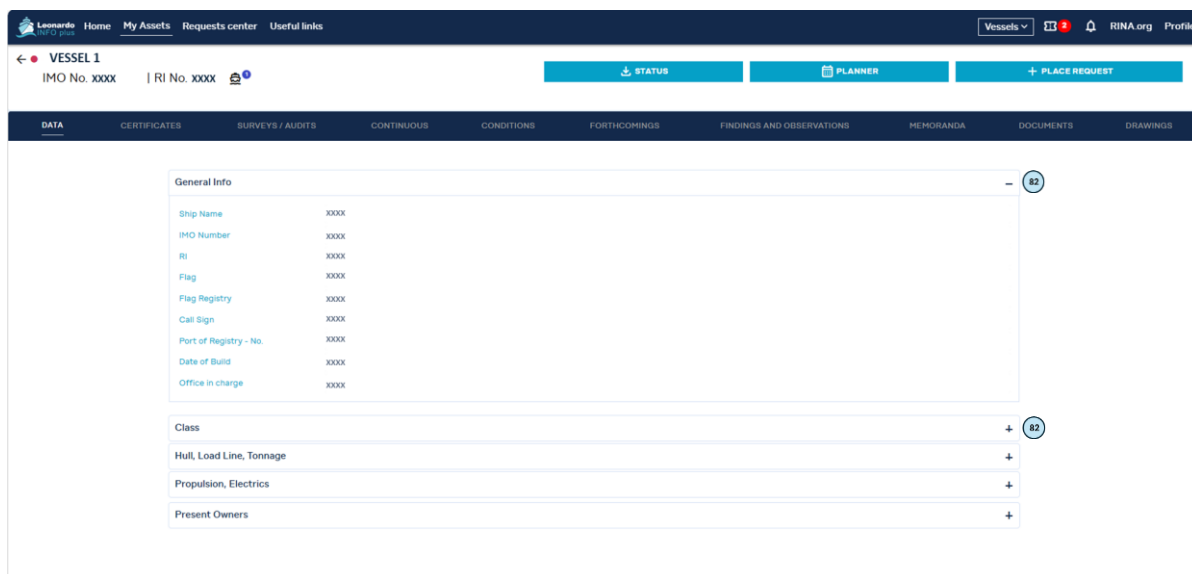 Leonardo INFO plus Home My Assets Requests center Useful links Vessels 2 RINA.org Profile
VESSEL 1
IMO No. xxxx | RI No. xxxx 1
STATUS PLANNER + PLACE REQUEST
DATA CERTIFICATES SURVEYS / AUDITS CONTINUOUS CONDITIONS FORTHCOMINGS FINDINGS AND OBSERVATIONS MEMORANDA DOCUMENTS DRAWINGS
General Info – 82
Ship Name xxxx
IMO Number xxxx
RI xxxx
Flag xxxx
Flag Registry xxxx
Call Sign xxxx
Port of Registry - No. xxxx
Date of Build xxxx
Office in charge xxxx
Class + 82
Hull, Load Line, Tonnage +
Propulsion, Electrics +
Present Owners +